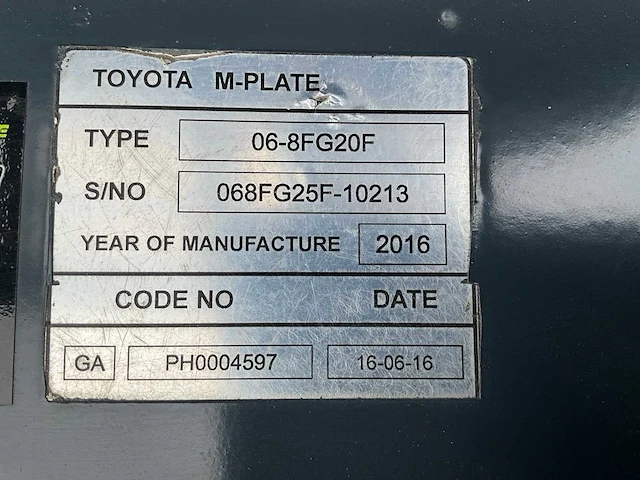 TOYOTA M-PLATE
TYPE 06-8FG20F
S/NO 068FG25F-10213
YEAR OF MANUFACTURE 2016
CODE NO DATE
GA PH0004597 16-06-16